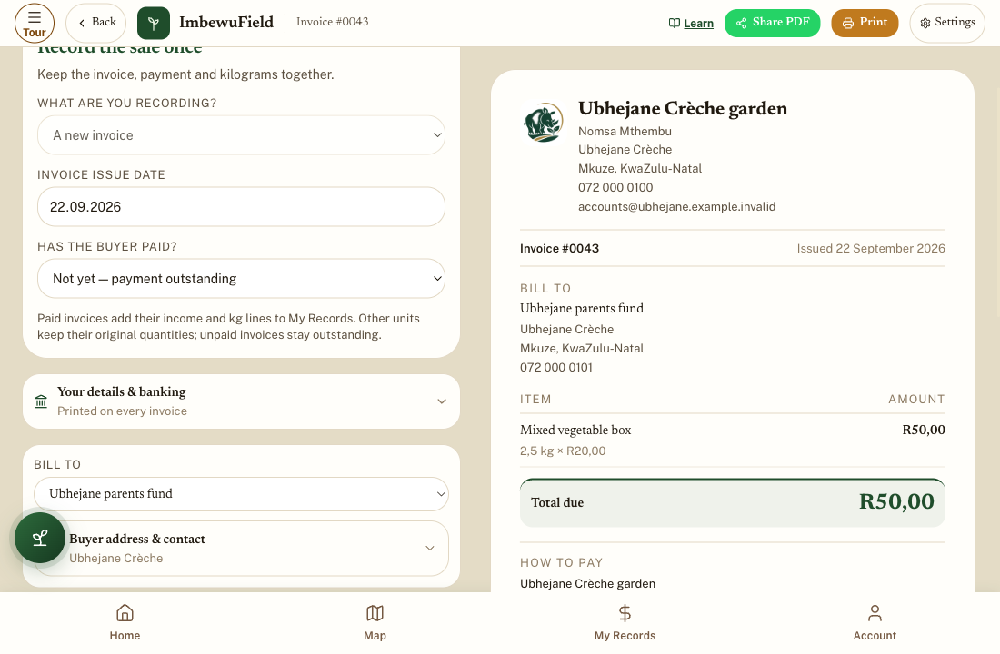 Tour
Back
ImbewuField
Invoice #0043
Learn
Share PDF
Print
Settings
Record the sale once
Keep the invoice, payment and kilograms together.
WHAT ARE YOU RECORDING?
A new invoice
INVOICE ISSUE DATE
22.09.2026
HAS THE BUYER PAID?
Not yet — payment outstanding
Paid invoices add their income and kg lines to My Records. Other units
keep their original quantities; unpaid invoices stay outstanding.
Your details & banking
Printed on every invoice
BILL TO
Ubhejane parents fund
Buyer address & contact
Ubhejane Crèche
Ubhejane Crèche garden
Nomsa Mthembu
Ubhejane Crèche
Mkuze, KwaZulu-Natal
072 000 0100
accounts@ubhejane.example.invalid
Invoice #0043
Issued 22 September 2026
BILL TO
Ubhejane parents fund
Ubhejane Crèche
Mkuze, KwaZulu-Natal
072 000 0101
ITEM
AMOUNT
Mixed vegetable box
R50,00
2,5 kg × R20,00
Total due
R50,00
HOW TO PAY
Ubhejane Crèche garden
Home
Map
My Records
Account